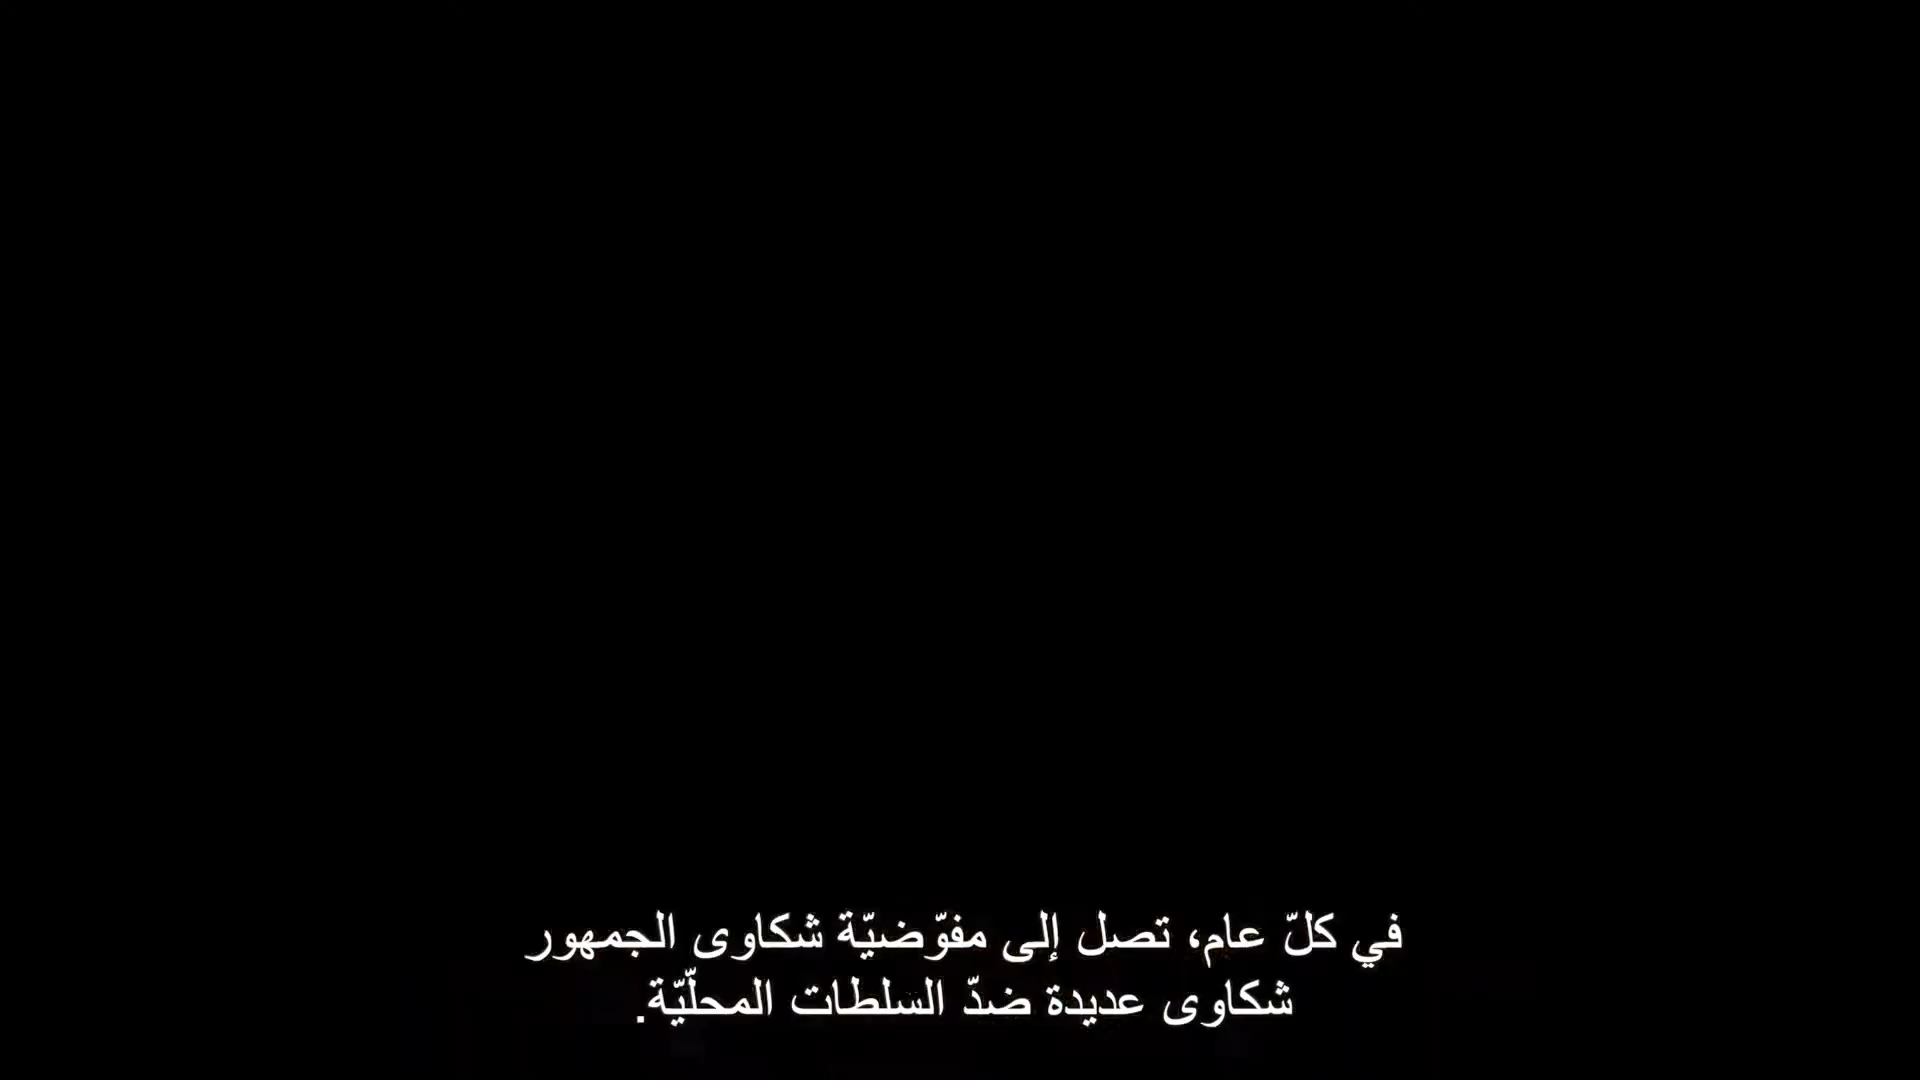 في كلّ عام، تصل إلى مفوّضيّة شكاوى الجمهور
شكاوى عديدة ضدّ السلطات المحلّيّة.